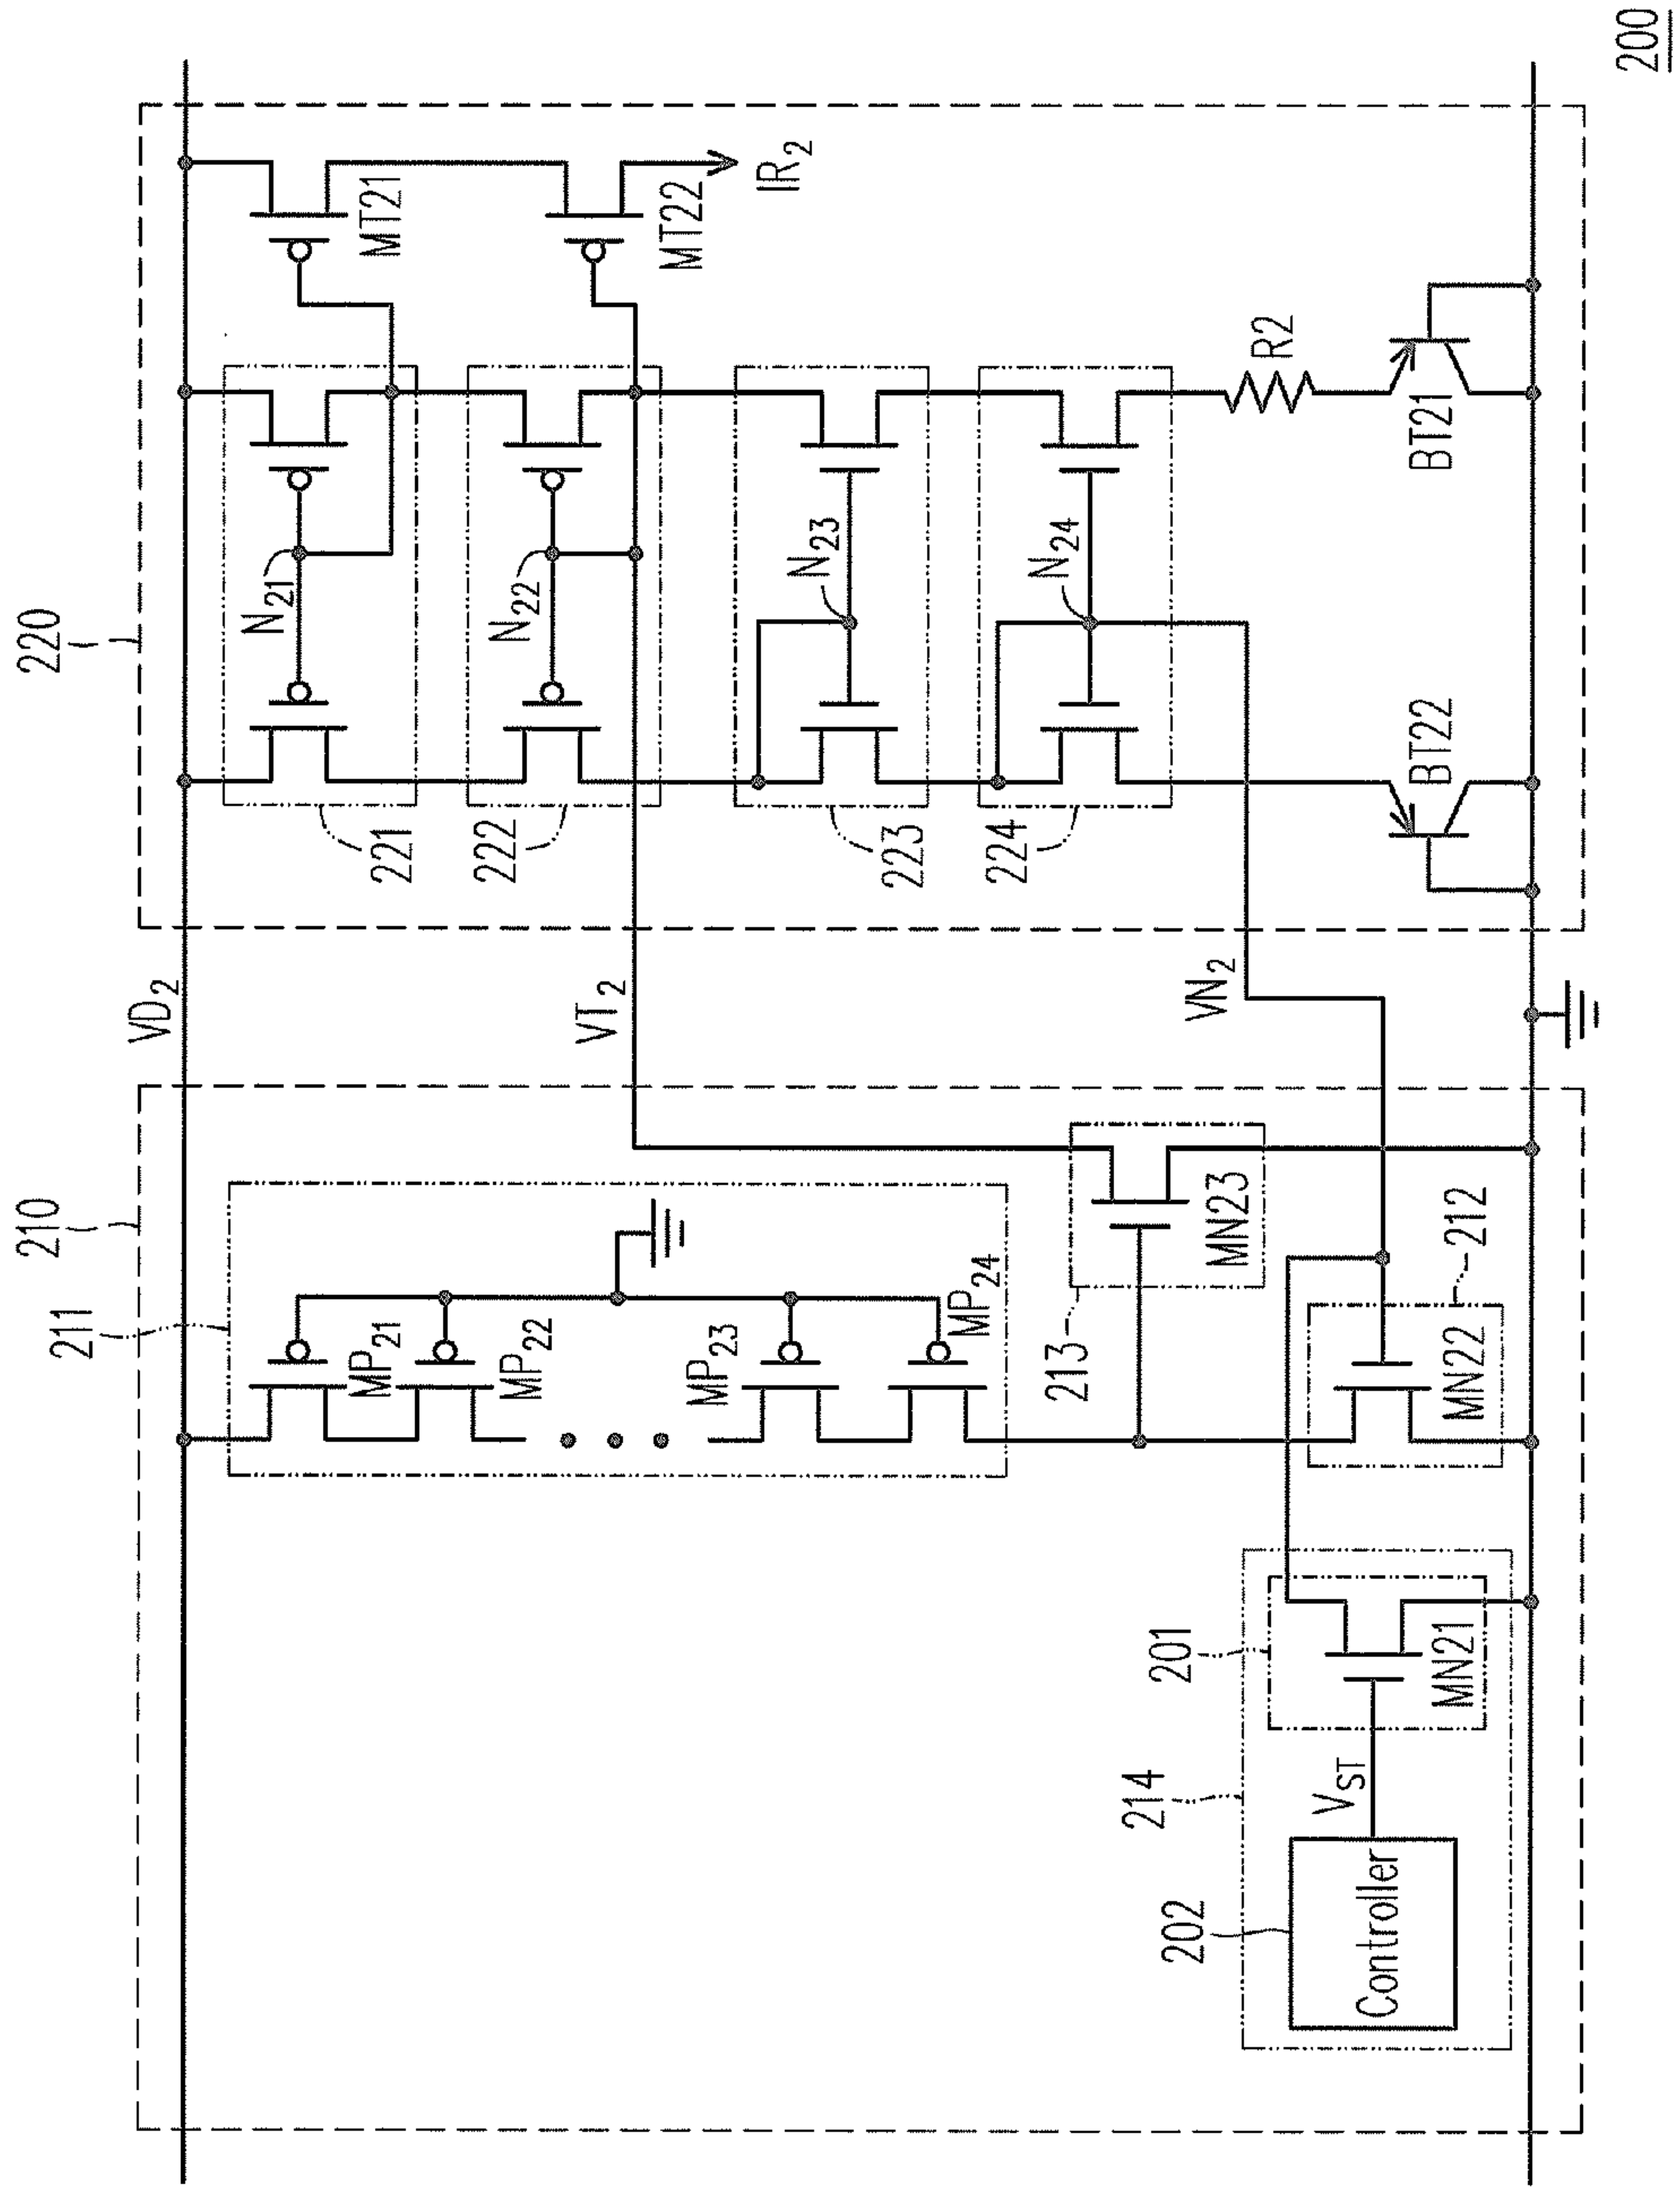 200
220
210
VD2
VT2
VN2
211
MP21
MP22
MP23
MP24
213
MN23
212
MN22
214
201
MN21
VST
202
Controller
221
N21
222
N22
223
N23
224
N24
MT21
MT22
IR2
R2
BT21
BT22